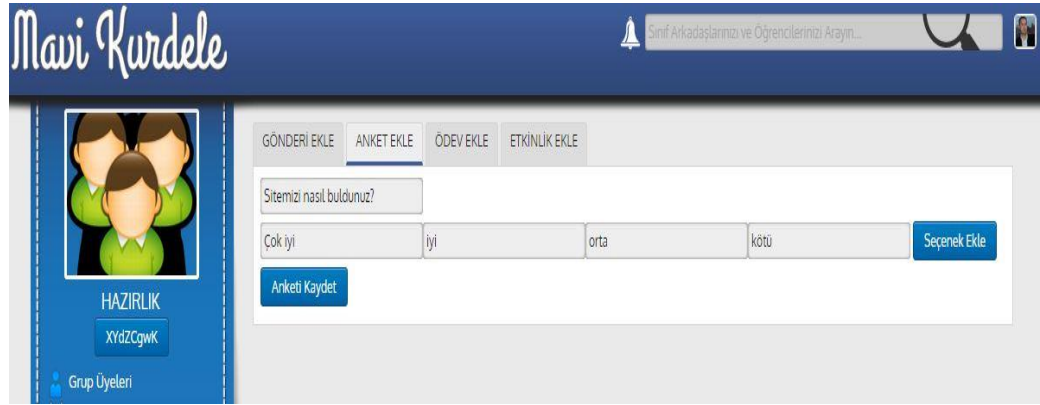 Mavi Kurdele
Sınıf Arkadaşlarınızı ve Öğrencilerinizi Arayın...
GÖNDERİ EKLE ANKET EKLE ÖDEV EKLE ETKİNLİK EKLE
Sitemizi nasıl buldunuz?
Çok iyi iyi orta kötü Seçenek Ekle
Anketi Kaydet
HAZIRLIK
XYdZCgwK
Grup Üyeleri